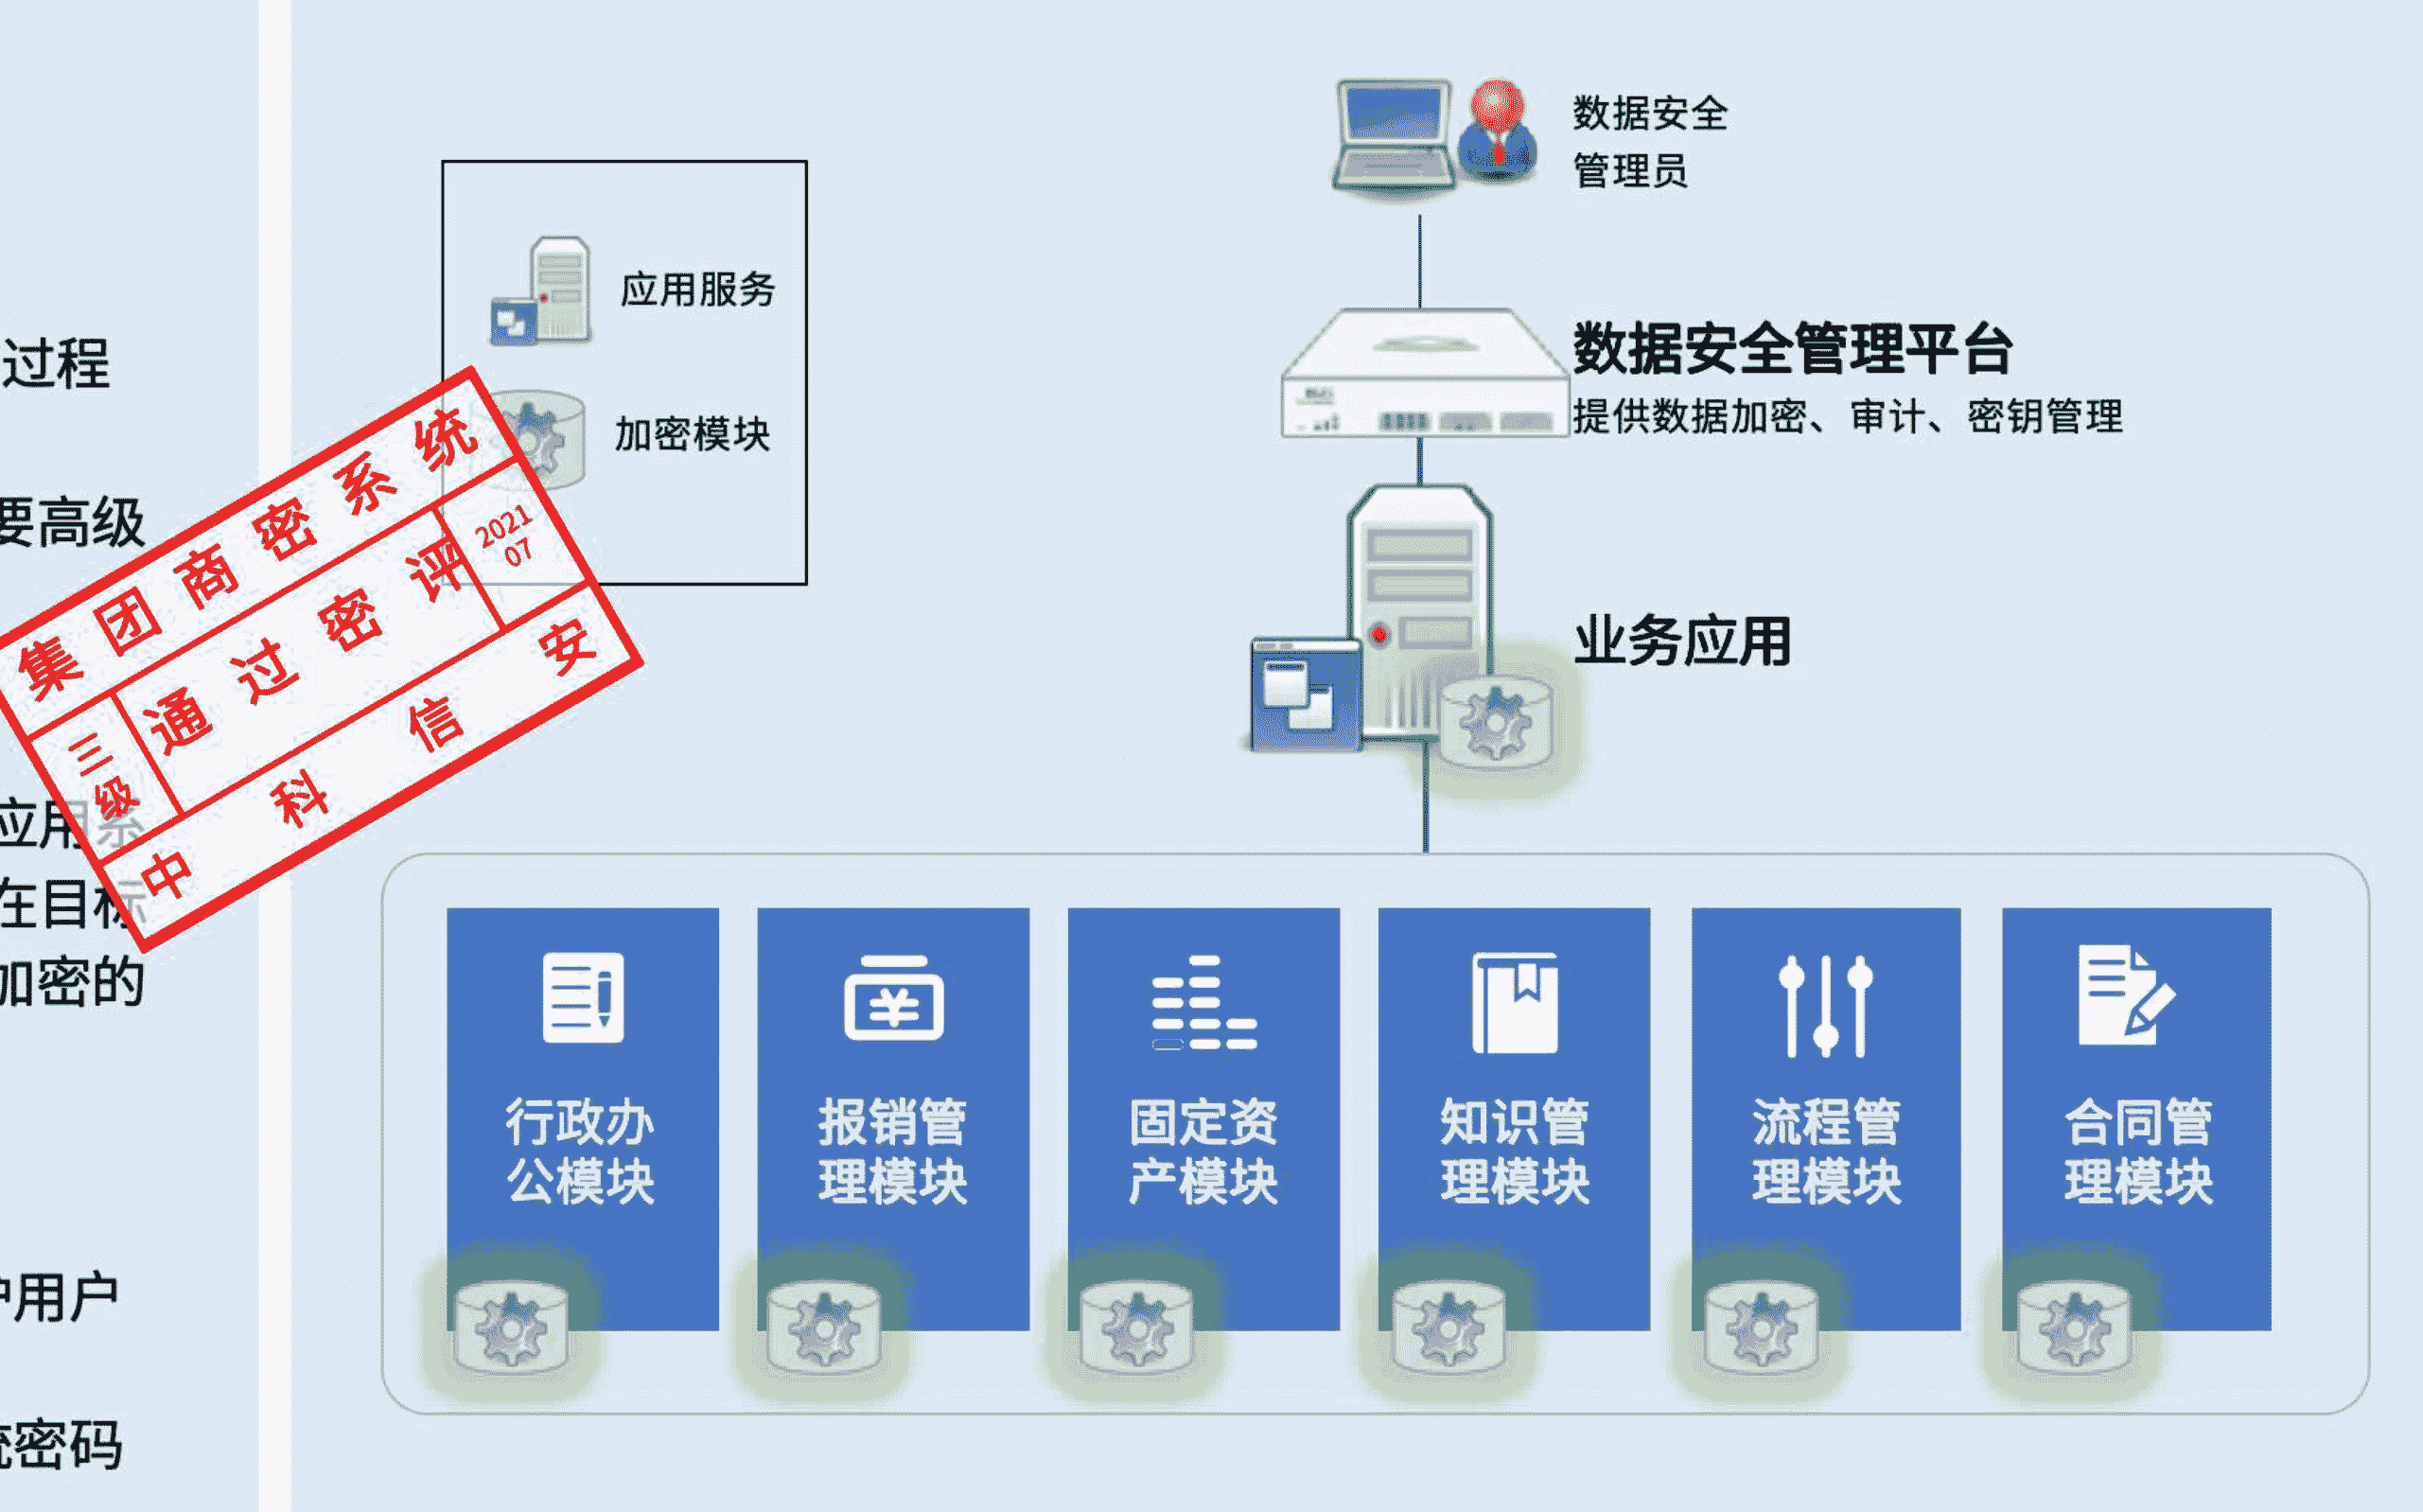 过程
要高级
应用系
在目标
加密的
用户
密码
应用服务
加密模块
集团商密系统
三级
通过密评
2021
07
中科信安
数据安全
管理员
数据安全管理平台
提供数据加密、审计、密钥管理
业务应用
行政办
公模块
报销管
理模块
固定资
产模块
知识管
理模块
流程管
理模块
合同管
理模块